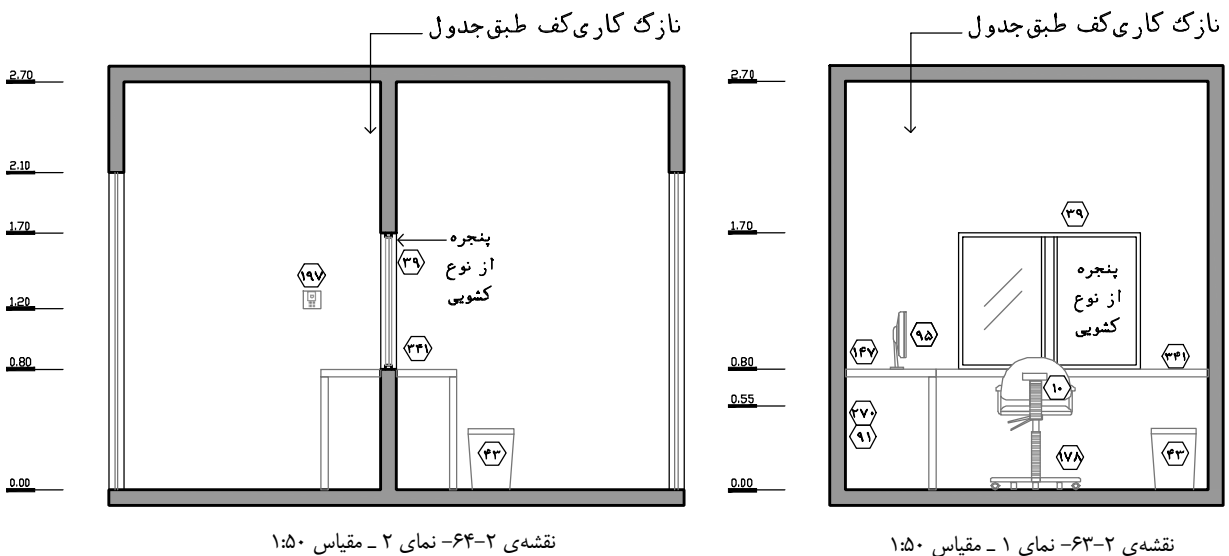 نازک کاری کف طبق جدول
2.70
2.10
1.70
1.20
0.80
0.00
۱۹۷
۳۹
پنجره
از نوع
کشویی
۳۴۱
۴۳
نقشه‌ی ۲-۶۴- نمای ۲ ـ مقیاس ۱:۵۰
نازک کاری کف طبق جدول
2.70
1.70
0.80
0.55
0.00
۳۹
پنجره
از نوع
کشویی
۹۵
۱۴۷
۳۴۱
۱۰
۲۷۰
۹۱
۱۷۸
۴۳
نقشه‌ی ۲-۶۳- نمای ۱ ـ مقیاس ۱:۵۰